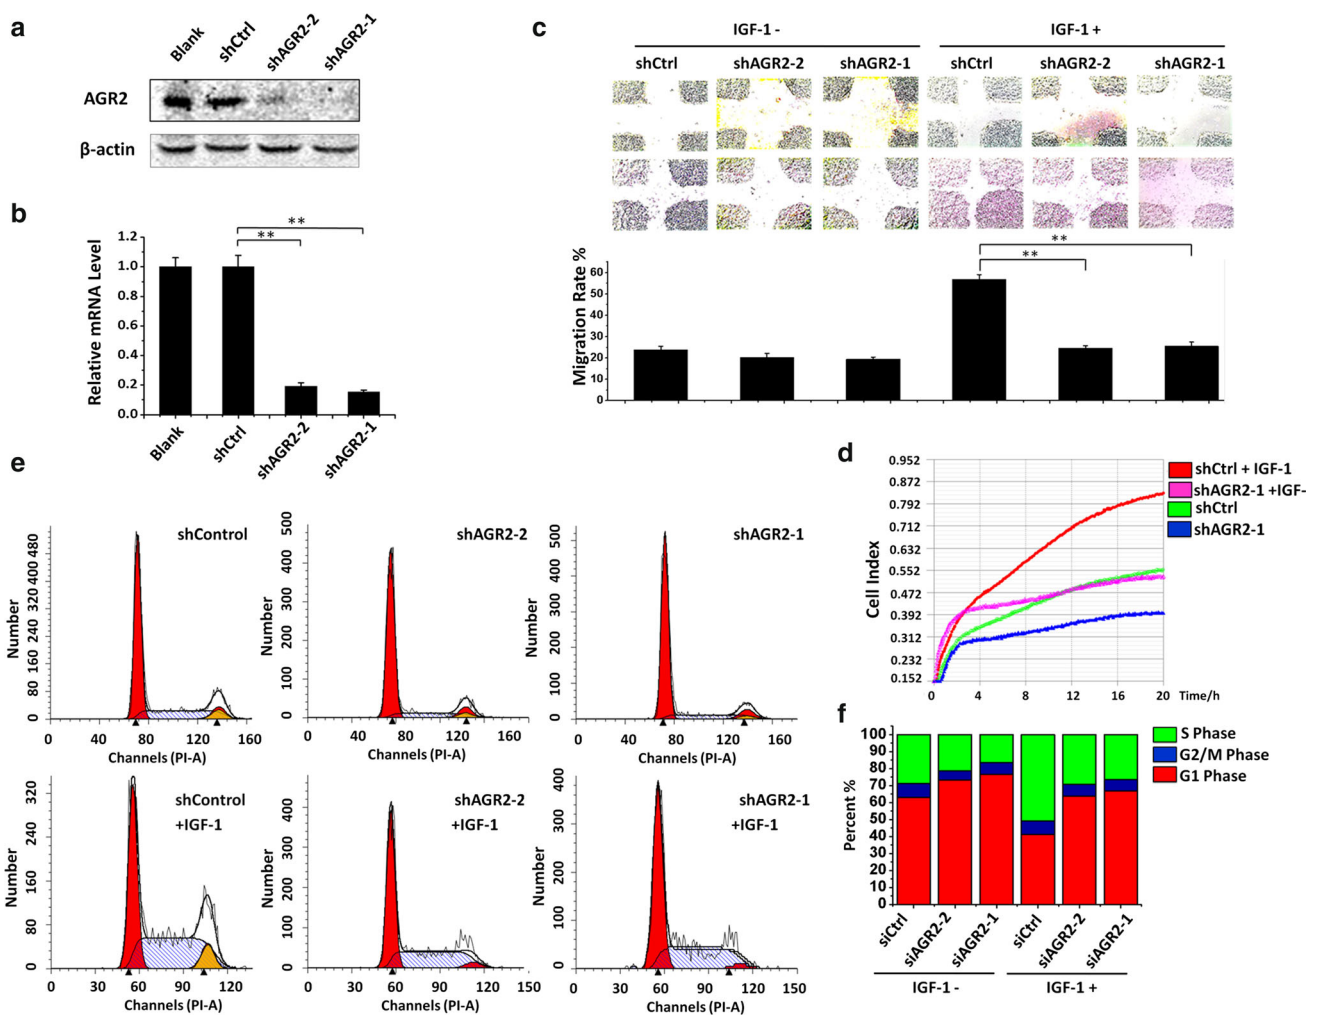 a
Blank
shCtrl
shAGR2-2
shAGR2-1
AGR2
β-actin
b
**
**
Relative mRNA Level
1.2
1.0
0.8
0.6
0.4
0.2
0.0
Blank
shCtrl
shAGR2-2
shAGR2-1
c
IGF-1 -
IGF-1 +
shCtrl
shAGR2-2
shAGR2-1
shCtrl
shAGR2-2
shAGR2-1
**
**
Migration Rate %
60
50
40
30
20
10
0
d
Cell Index
0.952
0.872
0.792
0.712
0.632
0.552
0.472
0.392
0.312
0.232
0.152
0 4 8 12 16 20 Time/h
shCtrl + IGF-1
shAGR2-1 +IGF-
shCtrl
shAGR2-1
e
shControl
Number
0 80 160 240 320 400 480
0 40 80 120 160
Channels (PI-A)
shAGR2-2
Number
0 100 200 300 400 500
0 40 80 120 160
Channels (PI-A)
shAGR2-1
Number
0 100 200 300 400 500
0 40 80 120 160
Channels (PI-A)
shControl
+IGF-1
Number
0 80 160 240 320
0 30 60 90 120
Channels (PI-A)
shAGR2-2
+IGF-1
Number
0 100 200 300 400
0 30 60 90 120 150
Channels (PI-A)
shAGR2-1
+IGF-1
Number
0 100 200 300 400
0 30 60 90 120 150
Channels (PI-A)
f
Percent %
100
90
80
70
60
50
40
30
20
10
0
siCtrl
siAGR2-2
siAGR2-1
siCtrl
siAGR2-2
siAGR2-1
IGF-1 -
IGF-1 +
S Phase
G2/M Phase
G1 Phase